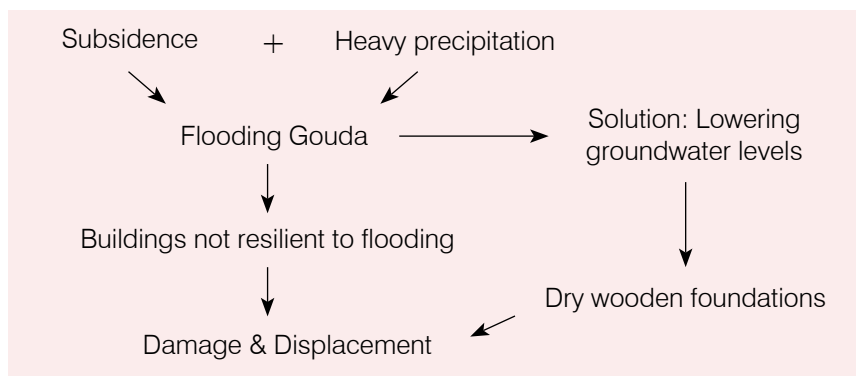 Subsidence + Heavy precipitation
Flooding Gouda
Solution: Lowering
groundwater levels
Buildings not resilient to flooding
Dry wooden foundations
Damage & Displacement